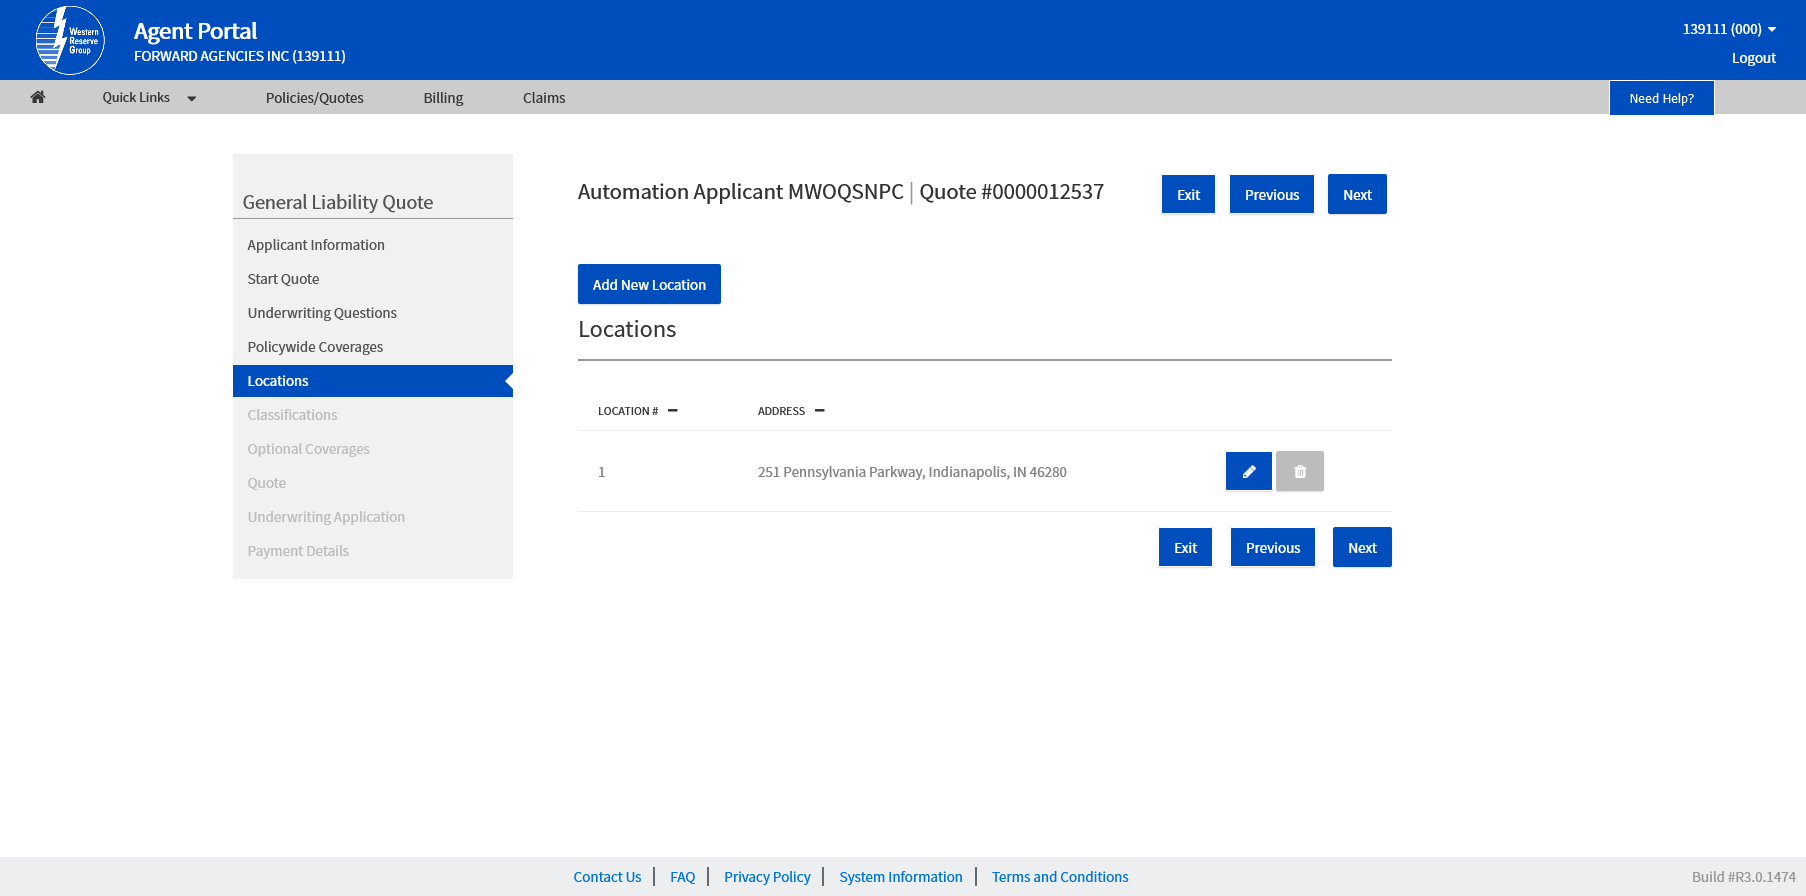 Western
Reserve
Group
Agent Portal
FORWARD AGENCIES INC (139111)
139111 (000)
Logout
Quick Links
Policies/Quotes
Billing
Claims
Need Help?
General Liability Quote
Applicant Information
Start Quote
Underwriting Questions
Policywide Coverages
Locations
Classifications
Optional Coverages
Quote
Underwriting Application
Payment Details
Automation Applicant MWOQSNPC | Quote #0000012537
Exit
Previous
Next
Add New Location
Locations
LOCATION #
ADDRESS
1
251 Pennsylvania Parkway, Indianapolis, IN 46280
Exit
Previous
Next
Contact Us
FAQ
Privacy Policy
System Information
Terms and Conditions
Build #R3.0.1474